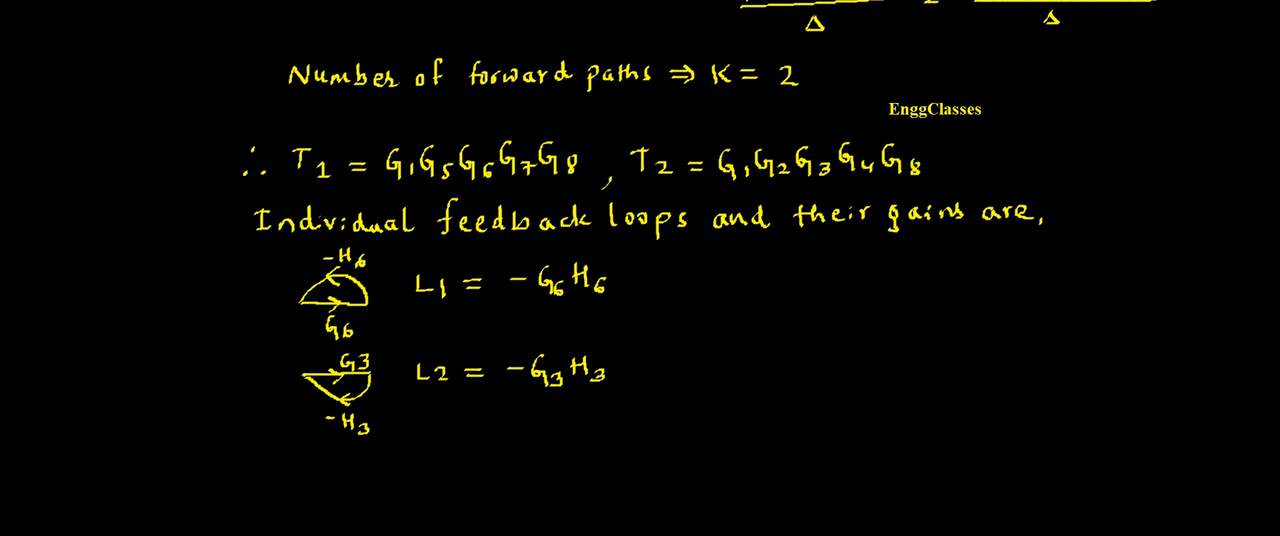 Δ Δ
Number of forward paths ⇒ K = 2
EnggClasses
∴ T1 = G1G5G6G7G8 , T2 = G1G2G3G4G8
Individual feedback loops and their gains are,
-H6
L1 = - G6H6
G6
G3
L2 = - G3H3
-H3